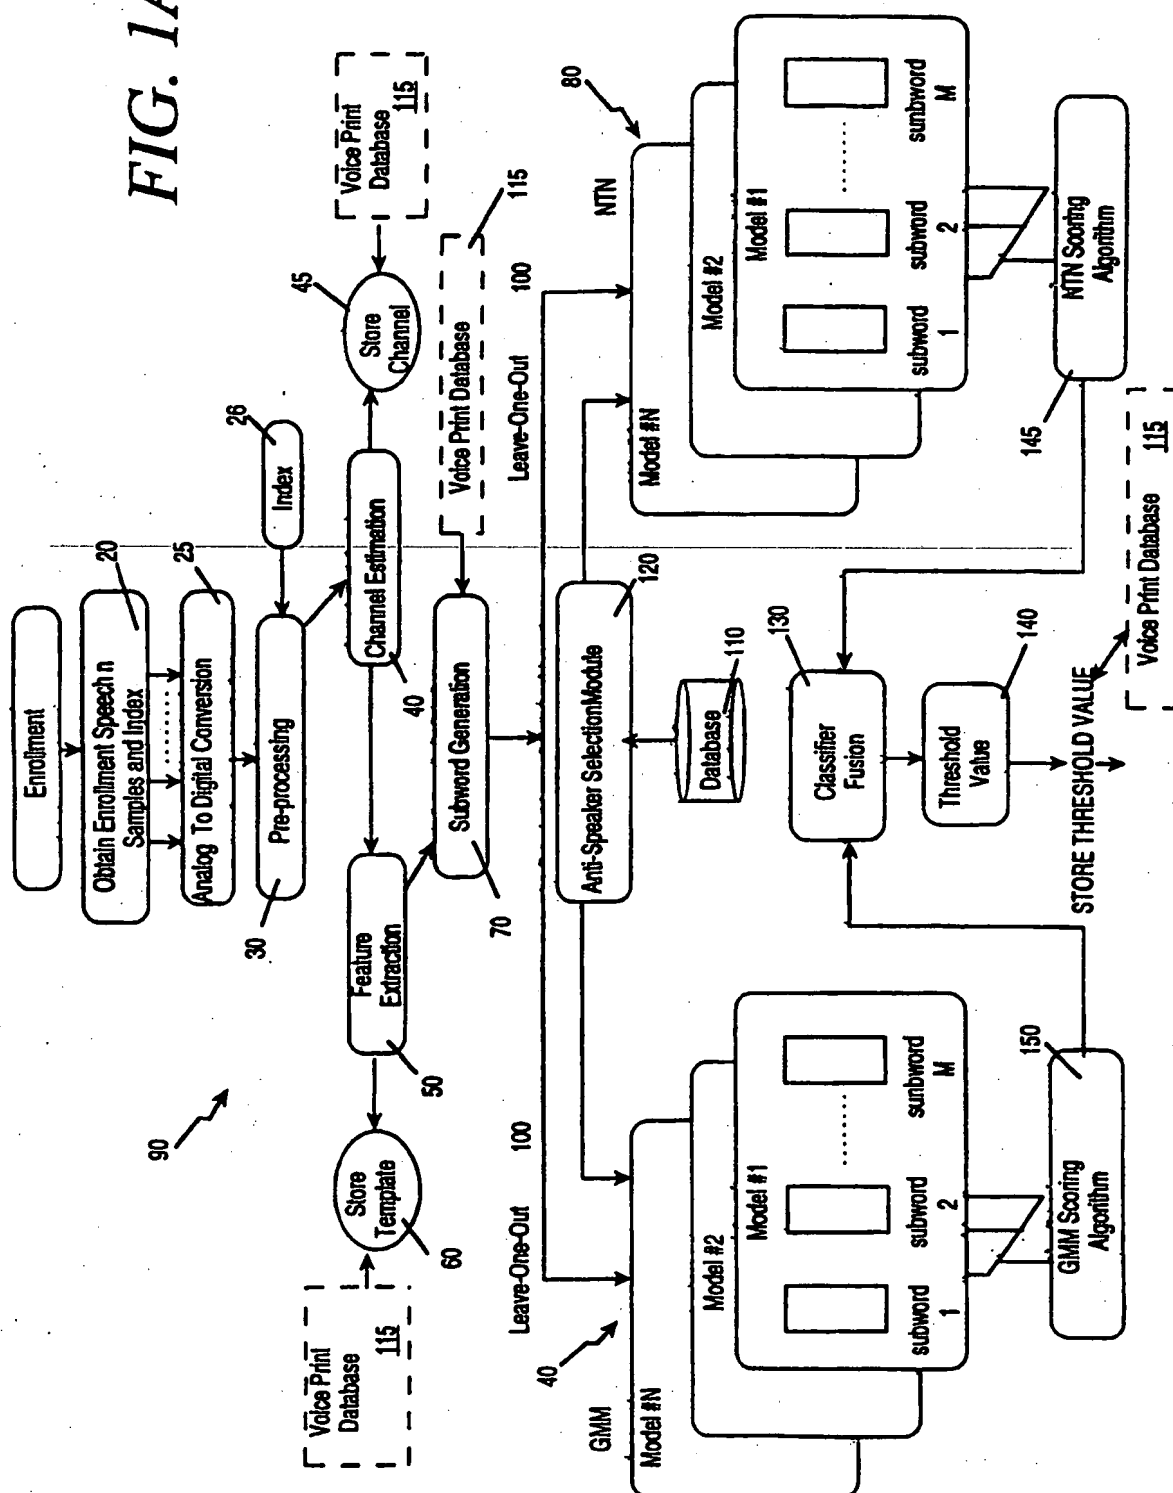 FIG. 1A
Enrollment
Obtain Enrollment Speech n
Samples and Index
20
Analog To Digital Conversion
25
Index
26
Pre-processing
30
Channel Estimation
40
Store
Channel
45
Voice Print
Database
115
Feature
Extraction
50
Store
Template
60
Voice Print
Database
115
90
Subword Generation
70
Voice Print Database
115
Leave-One-Out
100
Leave-One-Out
100
Anti-Speaker SelectionModule
120
Database
110
GMM
40
Model #N
Model #2
Model #1
subword
1
subword
2
sunbword
M
NTN
80
Model #N
Model #2
Model #1
subword
1
subword
2
sunbword
M
GMM Scoring
Algorithm
150
NTN Scoring
Algorithm
145
Classifier
Fusion
130
Threshold
Value
140
STORE THRESHOLD VALUE
Voice Print Database
115